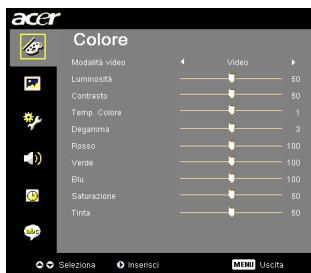 acer
Colore
Modalità video Video
Luminosità 50
Contrasto 50
Temp. Colore 1
Degamma 3
Rosso 100
Verde 100
Blu 100
Saturazione 50
Tinta 50
abc
Seleziona Inserisci MENU Uscita